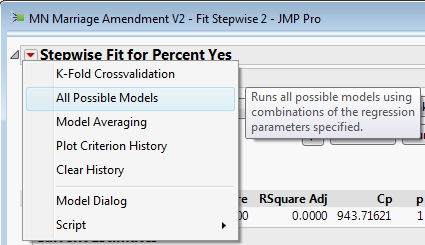 MN Marriage Amendment V2 - Fit Stepwise 2 - JMP Pro
Stepwise Fit for Percent Yes
K-Fold Crossvalidation
All Possible Models
Model Averaging
Plot Criterion History
Clear History
Model Dialog
Script
Runs all possible models using
combinations of the regression
parameters specified.
RSquare Adj Cp p
0.0000 943.71621 1